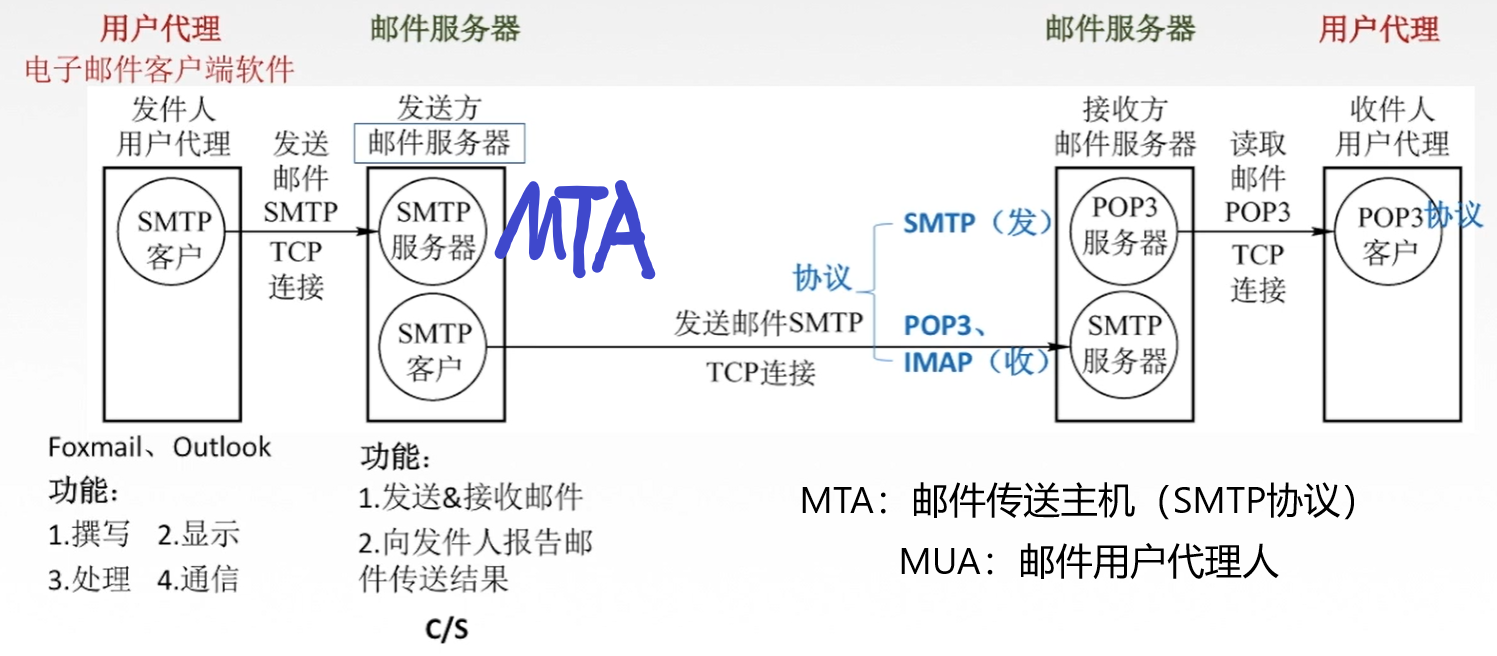 用户代理
邮件服务器
邮件服务器
用户代理
电子邮件客户端软件
发件人
用户代理
发送
邮件
SMTP
TCP
连接
发送方
邮件服务器
接收方
邮件服务器
读取
邮件
POP3
TCP
连接
收件人
用户代理
SMTP
客户
SMTP
服务器
MTA
SMTP
客户
协议
SMTP（发）
POP3、
IMAP（收）
发送邮件SMTP
TCP连接
POP3
服务器
SMTP
服务器
POP3
客户
协议
Foxmail、Outlook
功能：
1.撰写 2.显示
3.处理 4.通信
功能：
1.发送&接收邮件
2.向发件人报告邮
件传送结果
C/S
MTA：邮件传送主机（SMTP协议）
MUA：邮件用户代理人